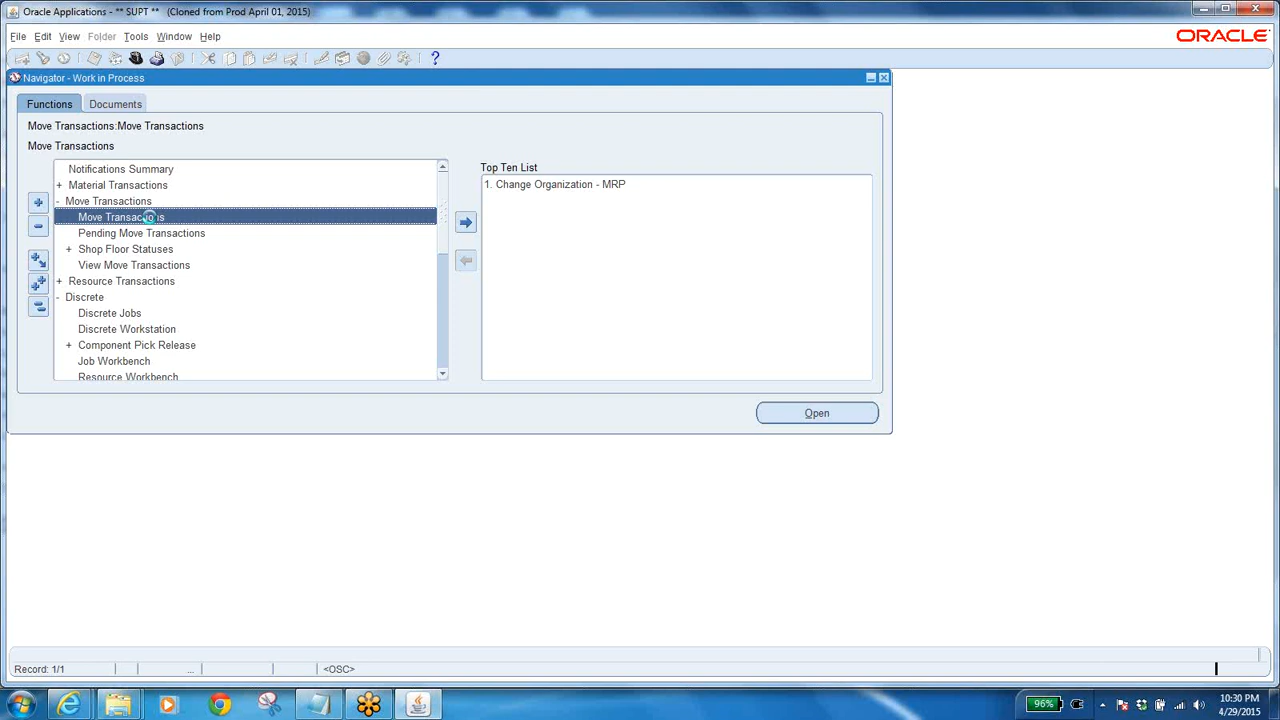 Oracle Applications - ** SUPT ** (Cloned from Prod April 01, 2015)
File Edit View Folder Tools Window Help
ORACLE
Navigator - Work in Process
Functions Documents
Move Transactions:Move Transactions
Move Transactions
Top Ten List
Notifications Summary
+ Material Transactions
1. Change Organization - MRP
- Move Transactions
Move Transactions
Pending Move Transactions
+ Shop Floor Statuses
View Move Transactions
+ Resource Transactions
- Discrete
Discrete Jobs
Discrete Workstation
+ Component Pick Release
Job Workbench
Resource Workbench
Open
Record: 1/1 ... <OSC>
96%
10:30 PM
4/29/2015